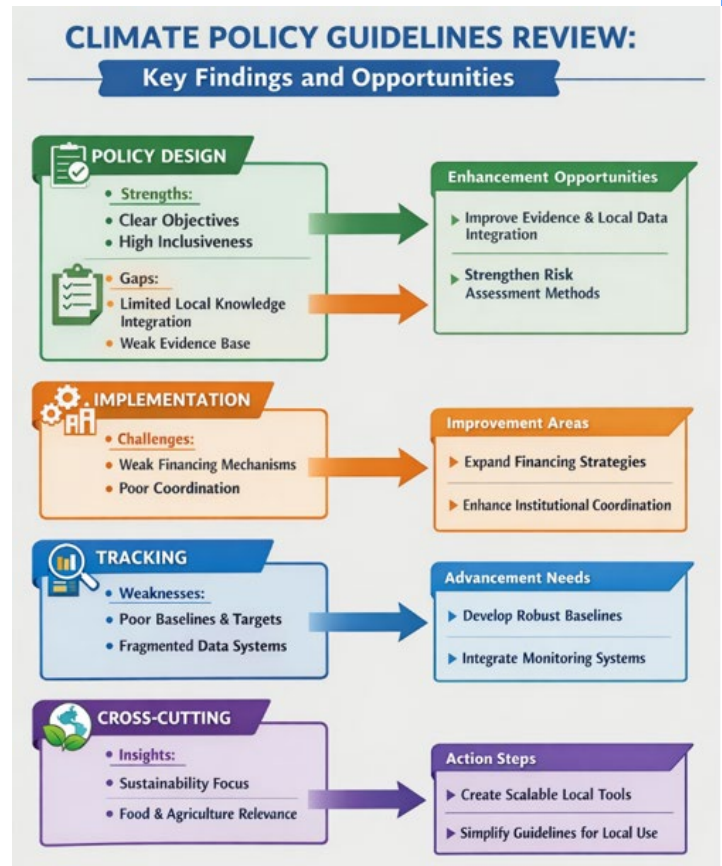 CLIMATE POLICY GUIDELINES REVIEW:
Key Findings and Opportunities
POLICY DESIGN
• Strengths:
• Clear Objectives
• High Inclusiveness
• Gaps:
• Limited Local Knowledge
Integration
• Weak Evidence Base
Enhancement Opportunities
▶ Improve Evidence & Local Data
Integration
▶ Strengthen Risk
Assessment Methods
IMPLEMENTATION
• Challenges:
• Weak Financing Mechanisms
• Poor Coordination
Improvement Areas
▶ Expand Financing Strategies
▶ Enhance Institutional Coordination
TRACKING
• Weaknesses:
• Poor Baselines & Targets
• Fragmented Data Systems
Advancement Needs
▶ Develop Robust Baselines
▶ Integrate Monitoring Systems
CROSS-CUTTING
• Insights:
• Sustainability Focus
• Food & Agriculture Relevance
Action Steps
▶ Create Scalable Local Tools
▶ Simplify Guidelines for Local Use